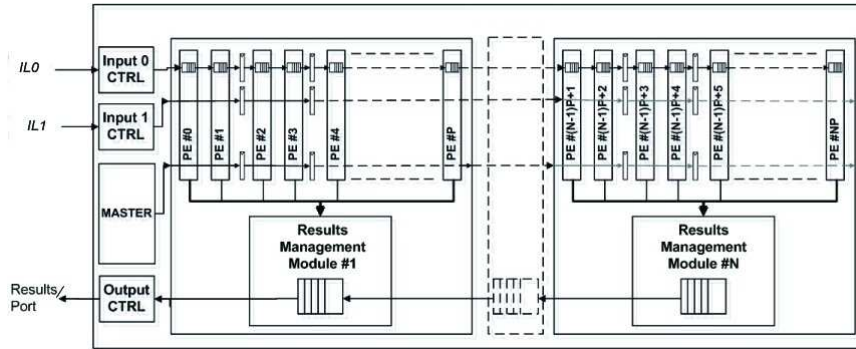 IL0
Input 0
CTRL
IL1
Input 1
CTRL
MASTER
Results/
Port
Output
CTRL
PE #0
PE #1
PE #2
PE #3
PE #4
PE #P
Results
Management
Module #1
PE #(N-1)P+1
PE #(N-1)P+2
PE #(N-1)P+3
PE #(N-1)P+4
PE #(N-1)P+5
PE #NP
Results
Management
Module #N